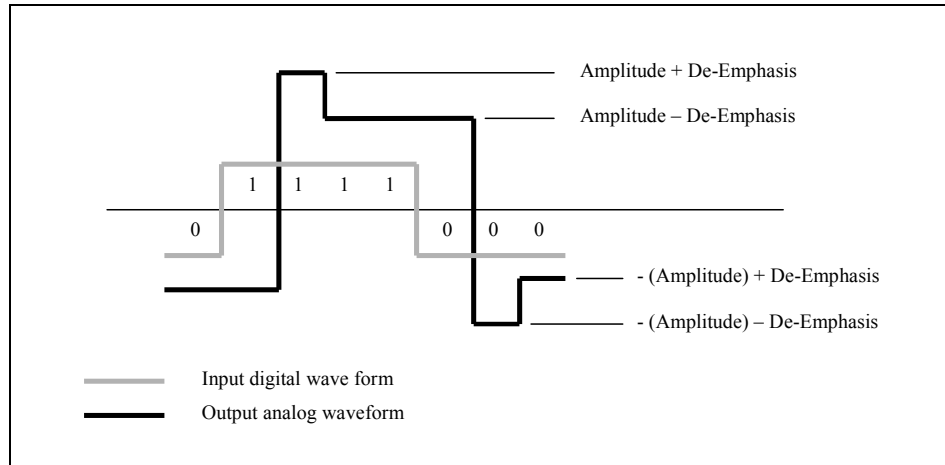 Amplitude + De-Emphasis
Amplitude – De-Emphasis
1 1 1 1
0 0 0 0
- (Amplitude) + De-Emphasis
- (Amplitude) – De-Emphasis
Input digital wave form
Output analog waveform